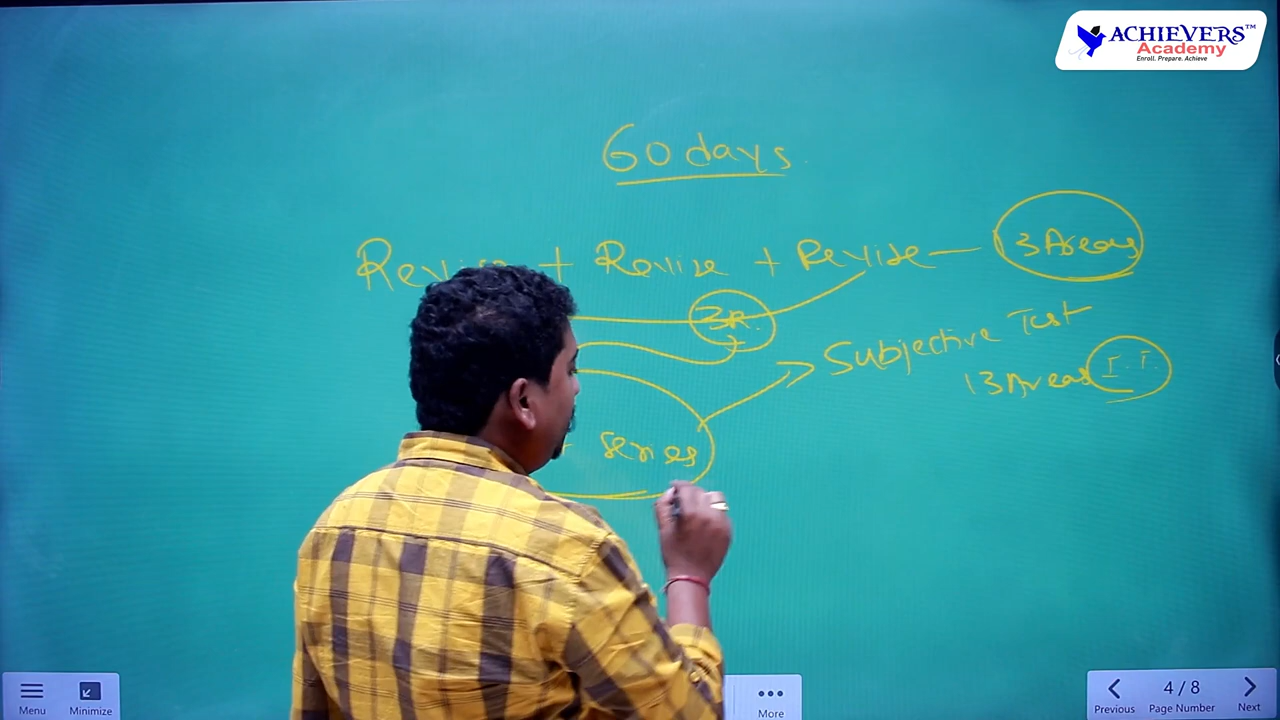 ACHIEVERS™
Academy
Enroll. Prepare. Achieve
60 days
Revise + Revise + Revise — 3 Areas
3R.
Subjective Test
13 Areas I.I.
series
Menu
Minimize
More
Previous
4 / 8
Page Number
Next